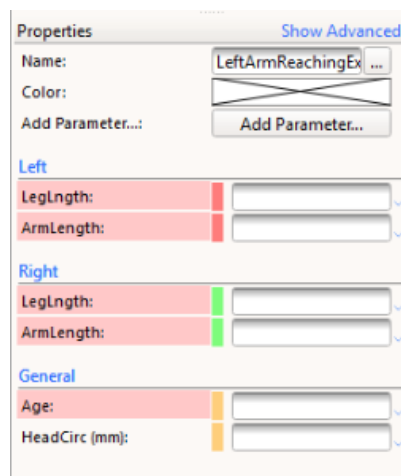 Properties Show Advanced
Name: LeftArmReachingEx ...
Color:
Add Parameter...: Add Parameter...
Left
LegLngth:
ArmLength:
Right
LegLngth:
ArmLength:
General
Age:
HeadCirc (mm):